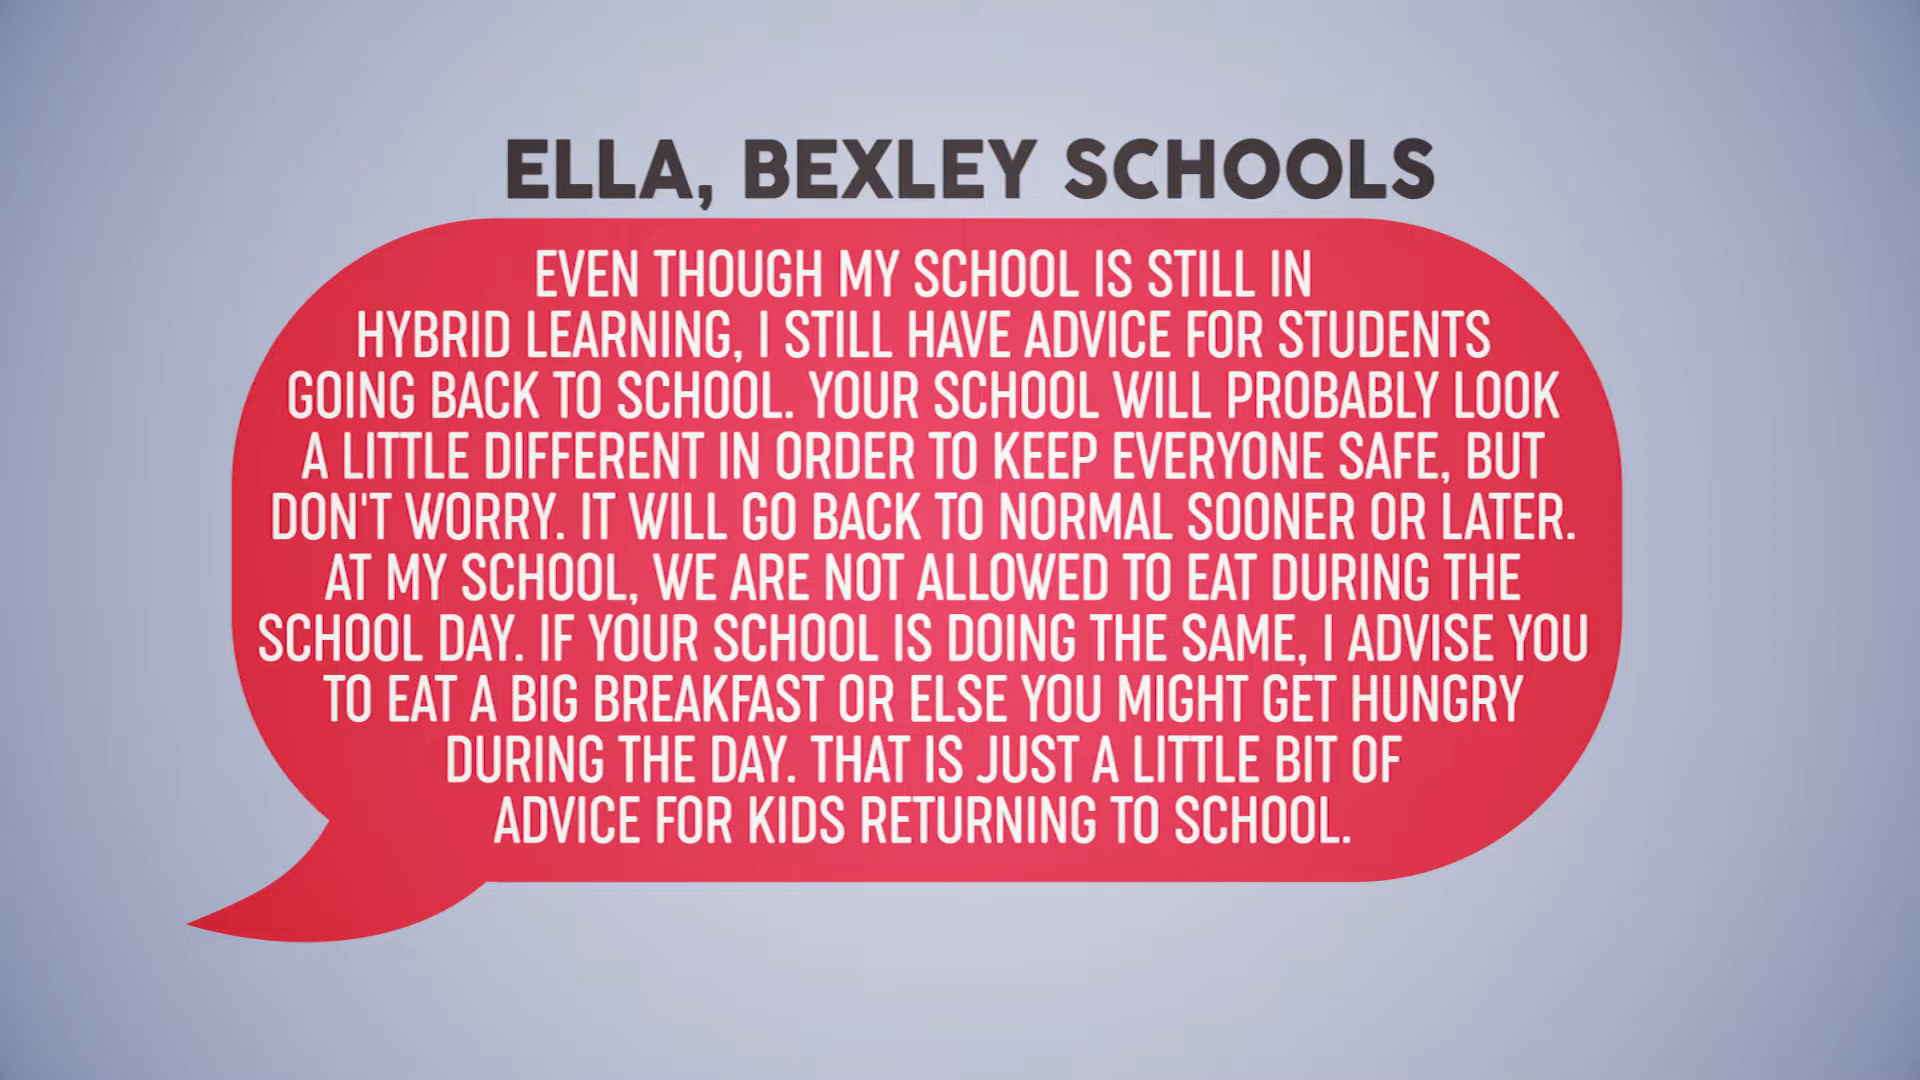 ELLA, BEXLEY SCHOOLS
EVEN THOUGH MY SCHOOL IS STILL IN
HYBRID LEARNING, I STILL HAVE ADVICE FOR STUDENTS
GOING BACK TO SCHOOL. YOUR SCHOOL WILL PROBABLY LOOK
A LITTLE DIFFERENT IN ORDER TO KEEP EVERYONE SAFE, BUT
DON'T WORRY. IT WILL GO BACK TO NORMAL SOONER OR LATER.
AT MY SCHOOL, WE ARE NOT ALLOWED TO EAT DURING THE
SCHOOL DAY. IF YOUR SCHOOL IS DOING THE SAME, I ADVISE YOU
TO EAT A BIG BREAKFAST OR ELSE YOU MIGHT GET HUNGRY
DURING THE DAY. THAT IS JUST A LITTLE BIT OF
ADVICE FOR KIDS RETURNING TO SCHOOL.